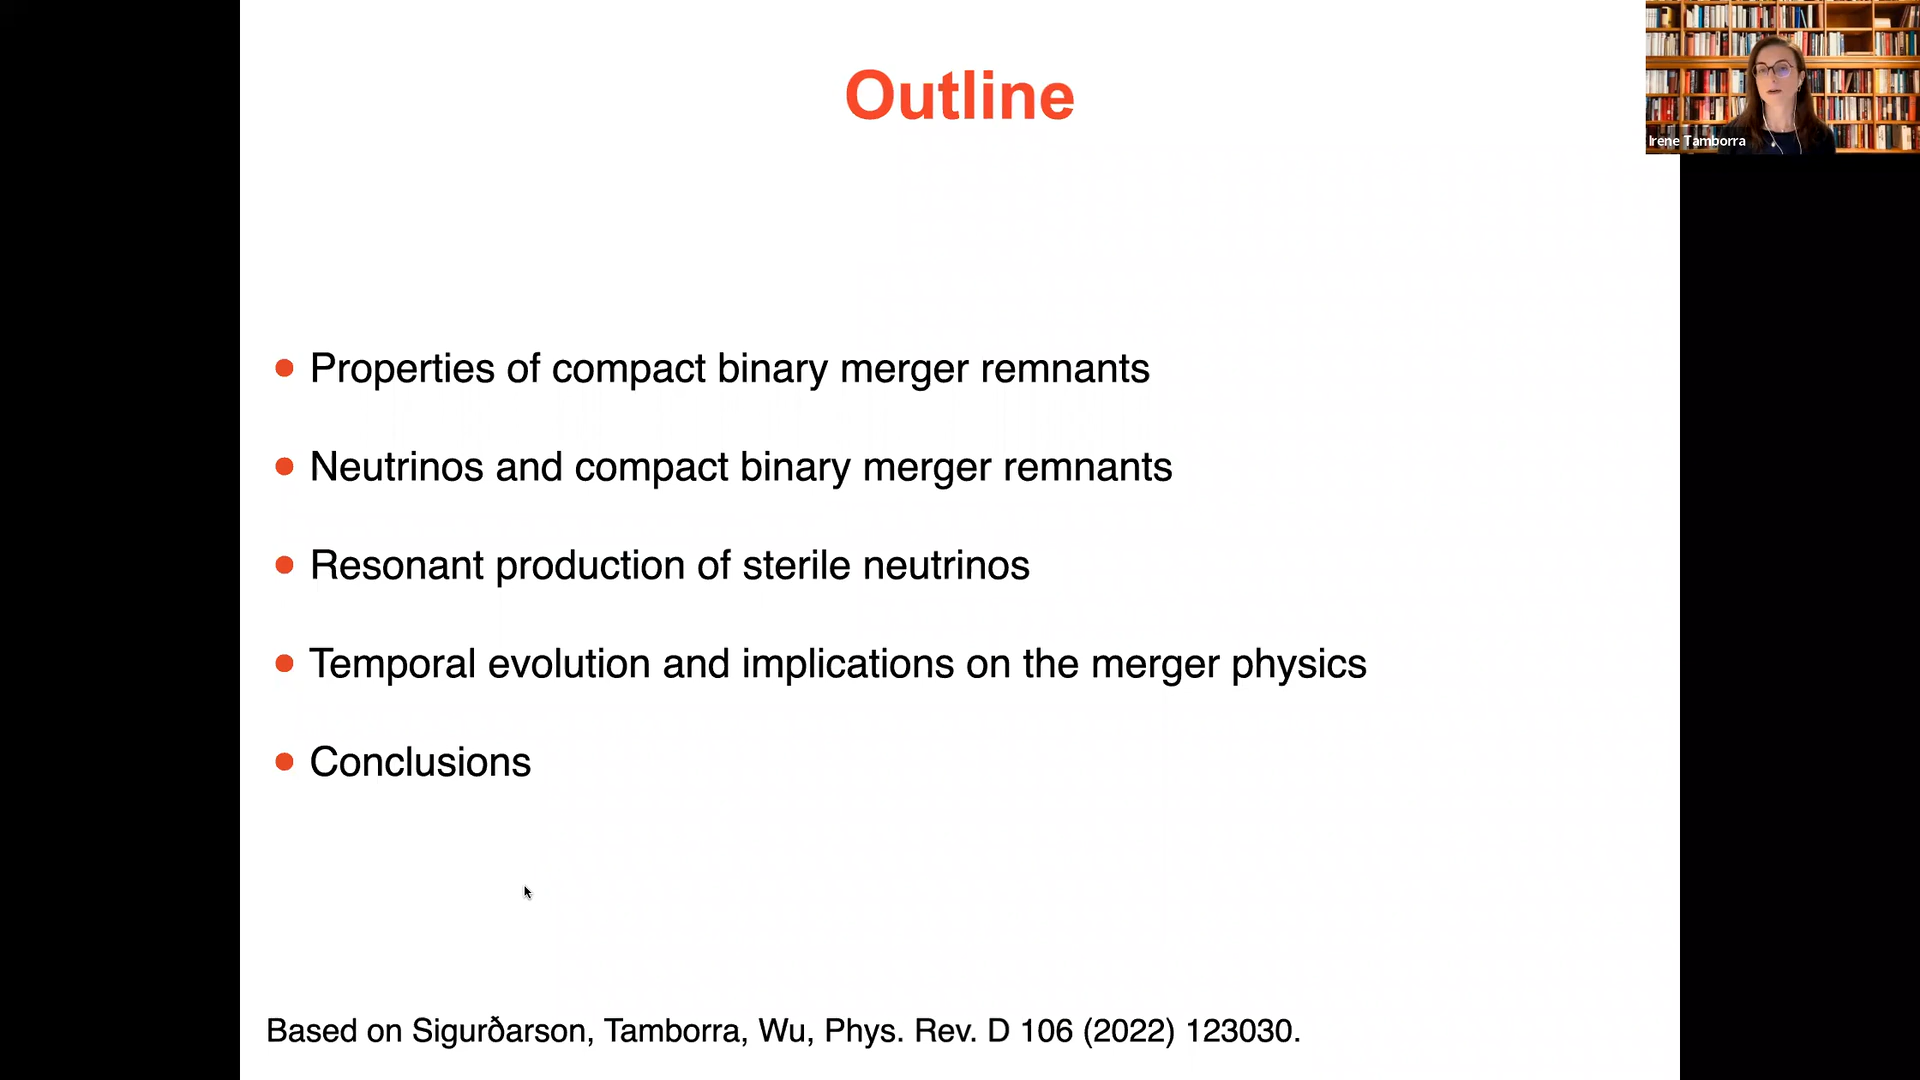 Outline
Irene Tamborra
Properties of compact binary merger remnants
Neutrinos and compact binary merger remnants
Resonant production of sterile neutrinos
Temporal evolution and implications on the merger physics
Conclusions
Based on Sigurðarson, Tamborra, Wu, Phys. Rev. D 106 (2022) 123030.